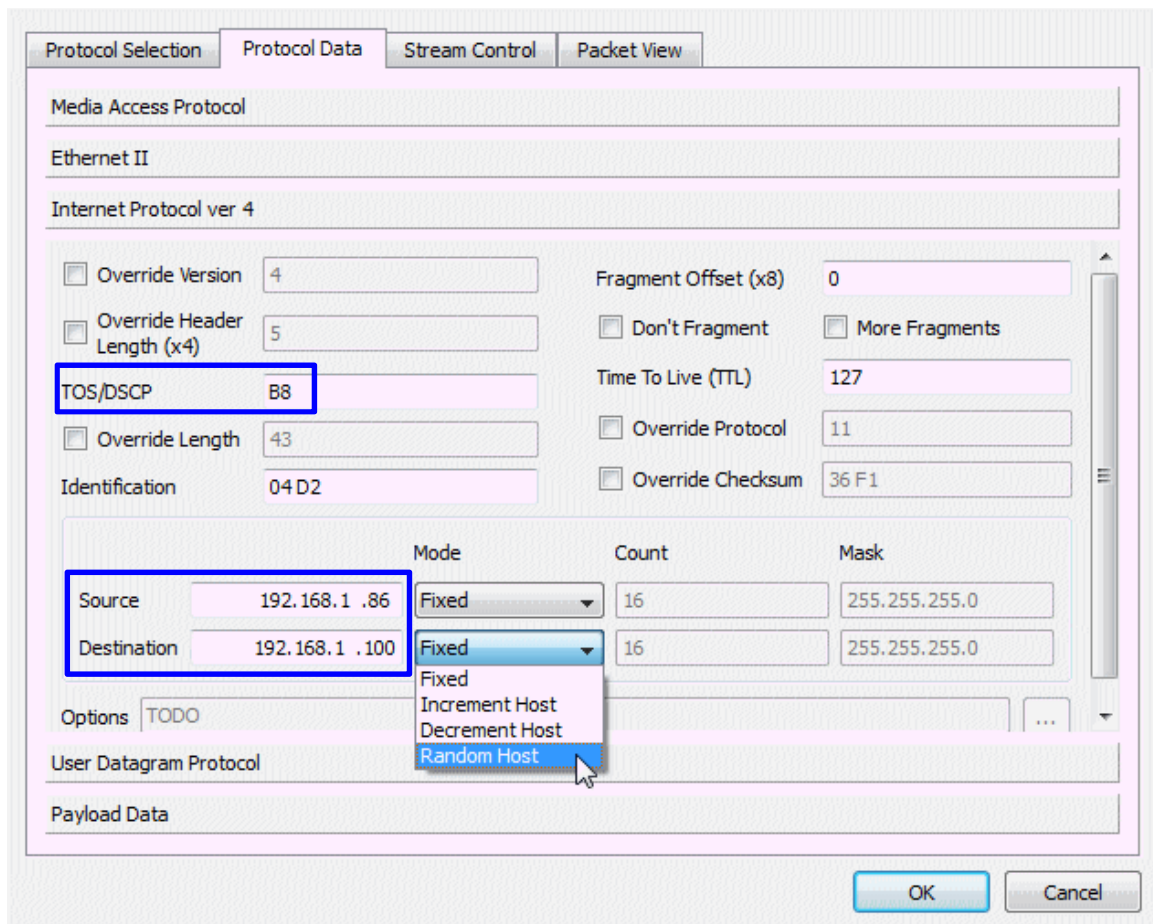 Protocol Selection Protocol Data Stream Control Packet View
Media Access Protocol
Ethernet II
Internet Protocol ver 4
Override Version 4 Fragment Offset (x8) 0
Override Header
Length (x4) 5 Don't Fragment More Fragments
TOS/DSCP B8 Time To Live (TTL) 127
Override Length 43 Override Protocol 11
Identification 04 D2 Override Checksum 36 F1
Mode Count Mask
Source 192.168.1 .86 Fixed 16 255.255.255.0
Destination 192.168.1 .100 Fixed 16 255.255.255.0
Fixed
Increment Host
Options TODO ...
Decrement Host
Random Host
User Datagram Protocol
Payload Data
OK Cancel